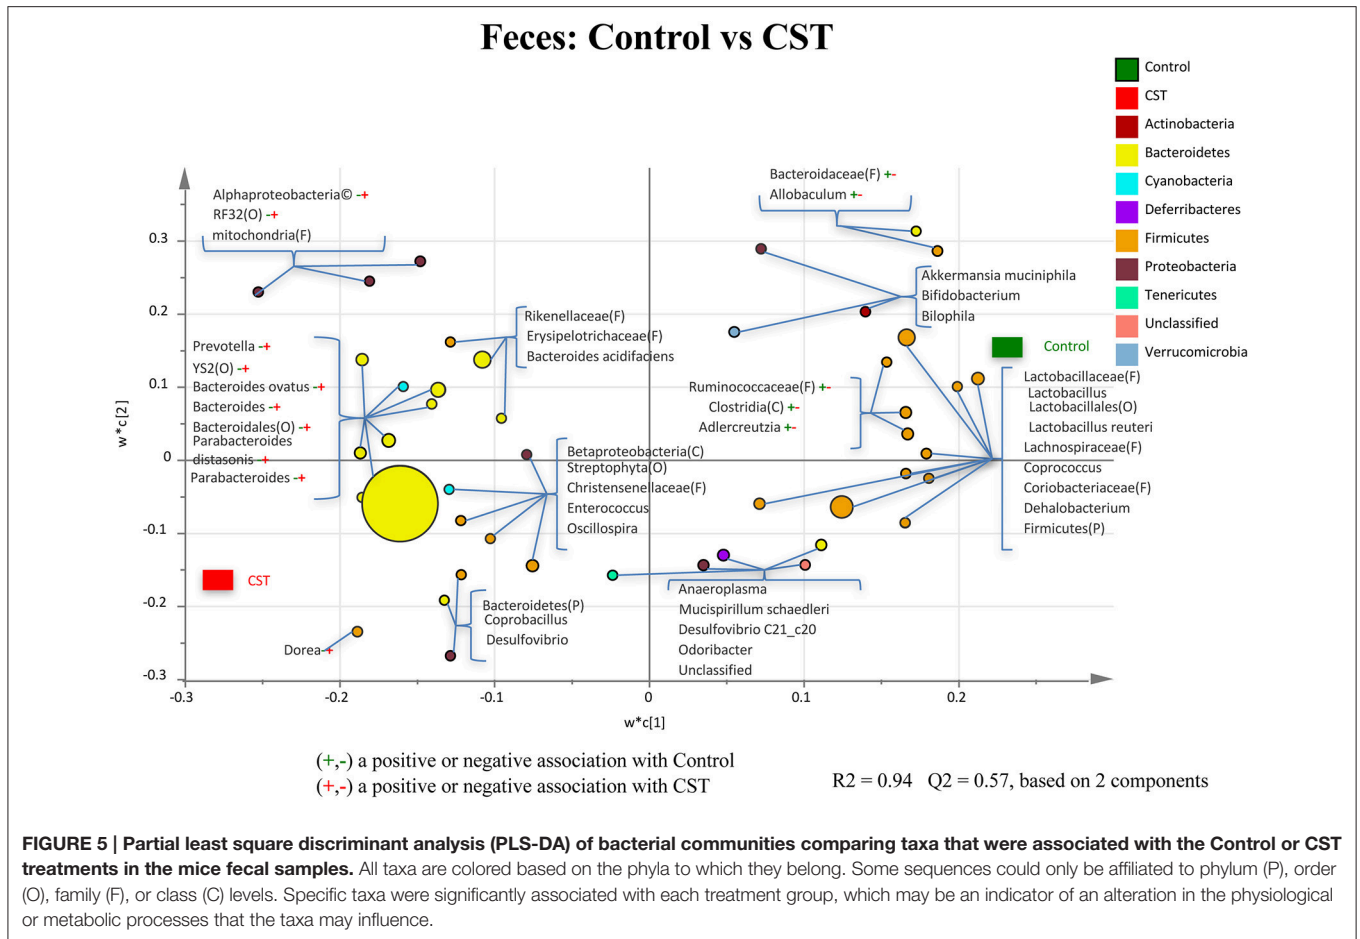 Feces: Control vs CST
Control
CST
Actinobacteria
Bacteroidetes
Cyanobacteria
Deferribacteres
Firmicutes
Proteobacteria
Tenericutes
Unclassified
Verrucomicrobia
Alphaproteobacteria© -+
RF32(O) -+
mitochondria(F)
Bacteroidaceae(F) +-
Allobaculum +-
Akkermansia muciniphila
Bifidobacterium
Bilophila
Rikenellaceae(F)
Erysipelotrichaceae(F)
Bacteroides acidifaciens
Prevotella -+
YS2(O) -+
Bacteroides ovatus -+
Bacteroides -+
Bacteroidales(O) -+
Parabacteroides
distasonis -+
Parabacteroides -+
Control
Ruminococcaceae(F) +-
Clostridia(C) +-
Adlercreutzia +-
Lactobacillaceae(F)
Lactobacillus
Lactobacillales(O)
Lactobacillus reuteri
Lachnospiraceae(F)
Coprococcus
Coriobacteriaceae(F)
Dehalobacterium
Firmicutes(P)
Betaproteobacteria(C)
Streptophyta(O)
Christensenellaceae(F)
Enterococcus
Oscillospira
CST
Bacteroidetes(P)
Coprobacillus
Desulfovibrio
Dorea -+
Anaeroplasma
Mucispirillum schaedleri
Desulfovibrio C21_c20
Odoribacter
Unclassified
w*c[2]
0.3
0.2
0.1
0
-0.1
-0.2
-0.3
-0.3
-0.2
-0.1
0
0.1
0.2
w*c[1]
(+,-) a positive or negative association with Control
(+,-) a positive or negative association with CST
R2 = 0.94 Q2 = 0.57, based on 2 components
FIGURE 5 | Partial least square discriminant analysis (PLS-DA) of bacterial communities comparing taxa that were associated with the Control or CST
treatments in the mice fecal samples. All taxa are colored based on the phyla to which they belong. Some sequences could only be affiliated to phylum (P), order
(O), family (F), or class (C) levels. Specific taxa were significantly associated with each treatment group, which may be an indicator of an alteration in the physiological
or metabolic processes that the taxa may influence.